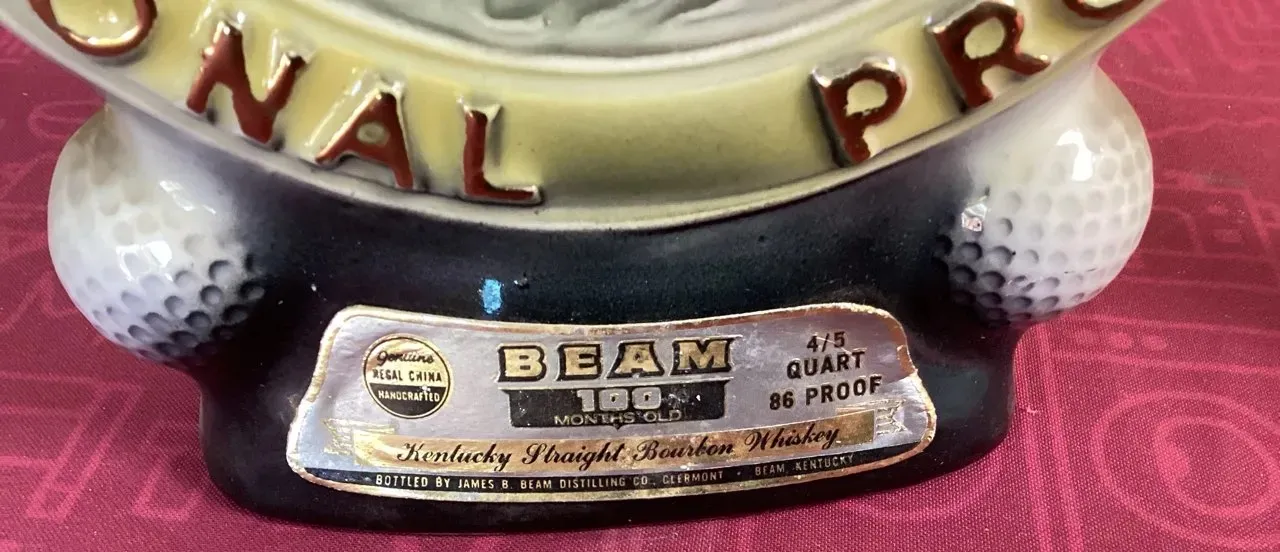 ONAL PRO
Genuine
REGAL CHINA
HANDCRAFTED
BEAM
100
MONTHS OLD
4/5
QUART
86 PROOF
Kentucky Straight Bourbon Whiskey
BOTTLED BY JAMES B. BEAM DISTILLING CO., CLERMONT • BEAM, KENTUCKY